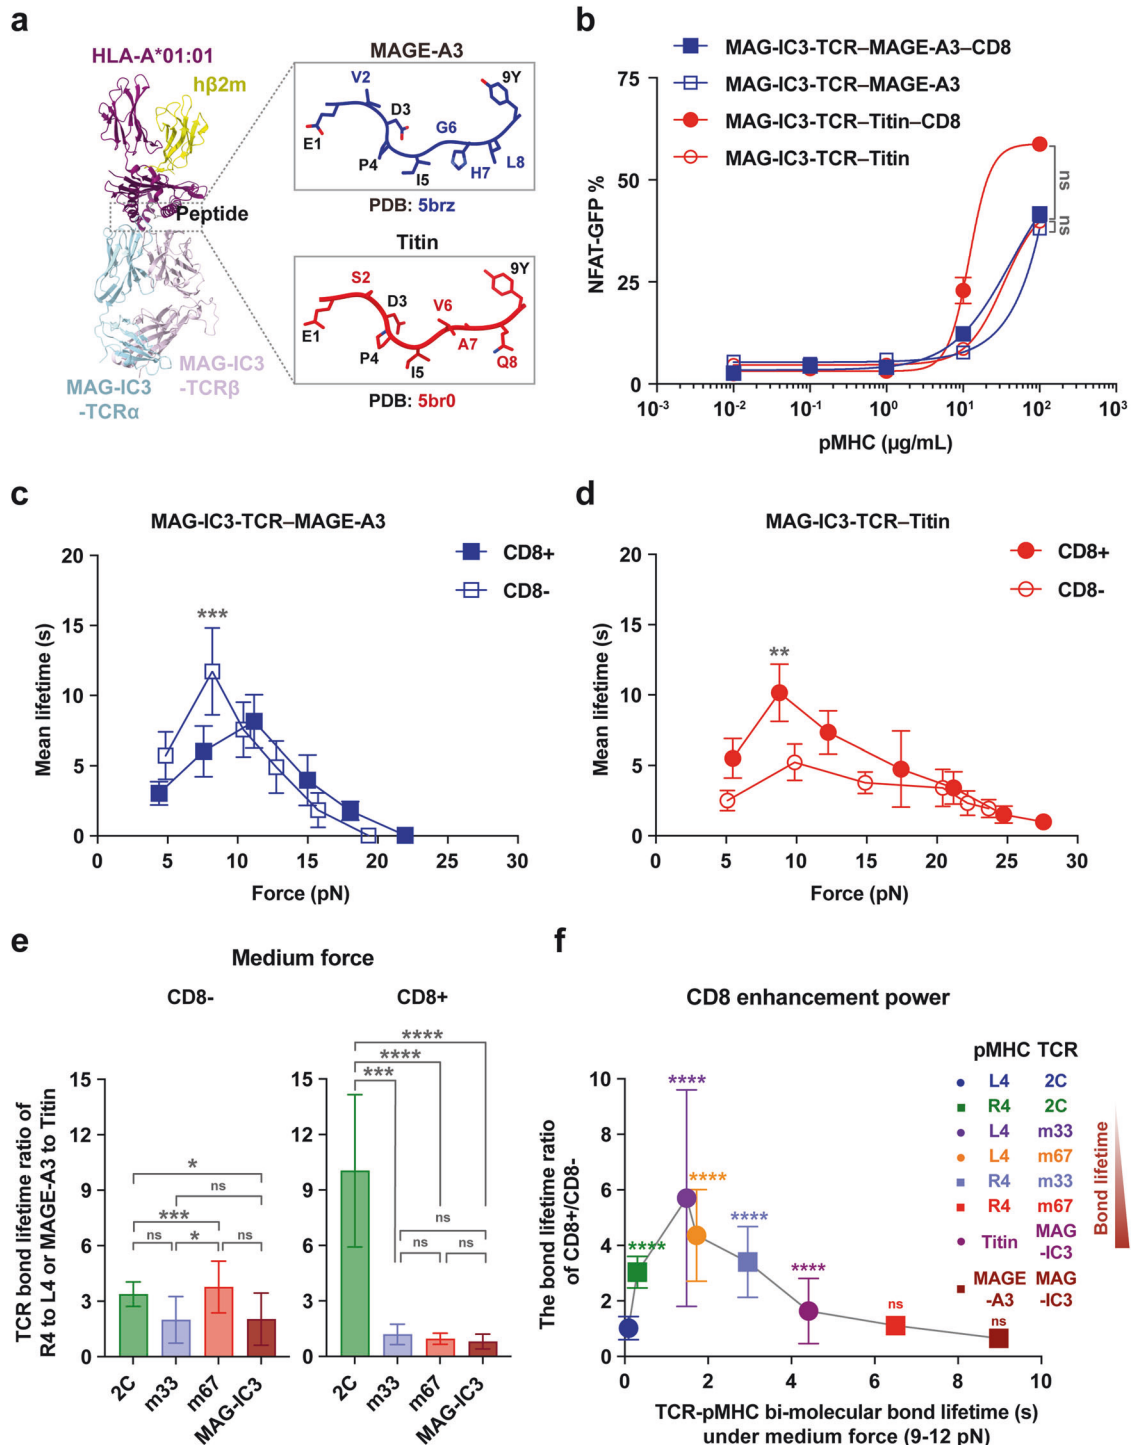 a
HLA-A*01:01
hβ2m
Peptide
MAG-IC3
-TCRβ
MAG-IC3
-TCRα
MAGE-A3
V2
9Y
D3
G6
E1
P4
I5
H7
L8
PDB: 5brz
Titin
9Y
S2
D3
V6
E1
P4
I5
A7
Q8
PDB: 5br0
b
MAG-IC3-TCR–MAGE-A3–CD8
MAG-IC3-TCR–MAGE-A3
MAG-IC3-TCR–Titin–CD8
MAG-IC3-TCR–Titin
NFAT-GFP %
75
50
25
0
ns
ns
10-3 10-2 10-1 100 101 102 103
pMHC (µg/mL)
c
MAG-IC3-TCR–MAGE-A3
CD8+
CD8-
***
Mean lifetime (s)
20
15
10
5
0
0 5 10 15 20 25 30
Force (pN)
d
MAG-IC3-TCR–Titin
CD8+
CD8-
**
Mean lifetime (s)
20
15
10
5
0
0 5 10 15 20 25 30
Force (pN)
e
Medium force
CD8-
CD8+
TCR bond lifetime ratio of
R4 to L4 or MAGE-A3 to Titin
15
12
9
6
3
0
*
ns
***
ns * ns
2C m33 m67 MAG-IC3
15
12
9
6
3
0
****
****
***
ns
ns ns
2C m33 m67 MAG-IC3
f
CD8 enhancement power
The bond lifetime ratio
of CD8+/CD8-
10
8
6
4
2
0
****
****
****
****
****
ns
ns
0 2 4 6 8 10
TCR-pMHC bi-molecular bond lifetime (s)
under medium force (9-12 pN)
pMHC TCR
L4 2C
R4 2C
L4 m33
L4 m67
R4 m33
R4 m67
Titin MAG
-IC3
MAGE MAG
-A3 -IC3
Bond lifetime